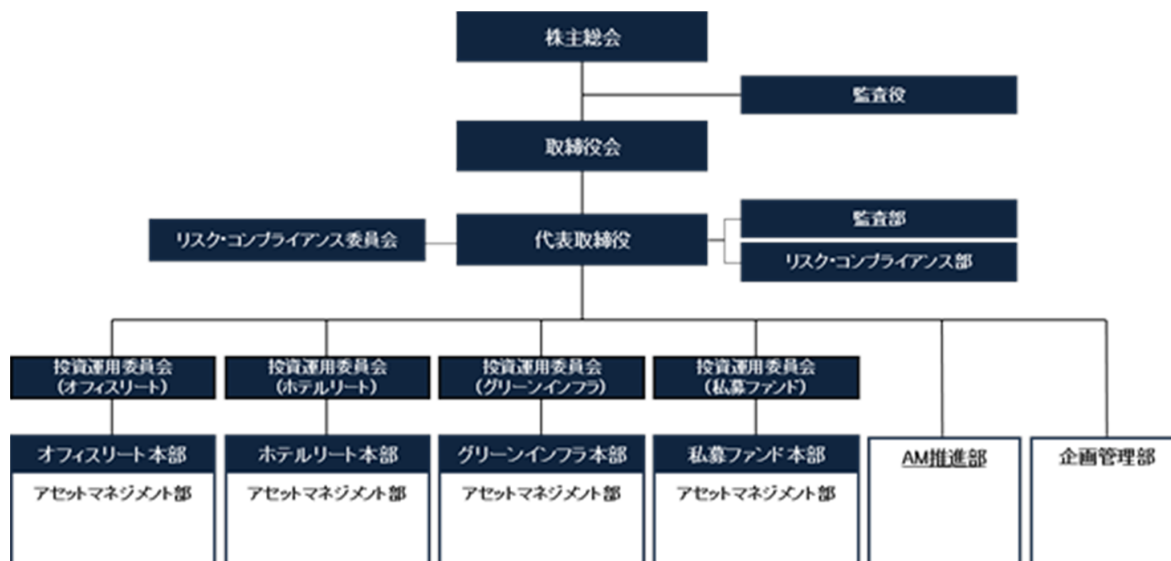 株主総会
監査役
取締役会
監査部
リスク・コンプライアンス委員会
代表取締役
リスク・コンプライアンス部
投資運用委員会
(オフィスリート)
投資運用委員会
(ホテルリート)
投資運用委員会
(グリーンインフラ)
投資運用委員会
(私募ファンド)
オフィスリート本部
アセットマネジメント部
ホテルリート本部
アセットマネジメント部
グリーンインフラ本部
アセットマネジメント部
私募ファンド本部
アセットマネジメント部
AM推進部
企画管理部